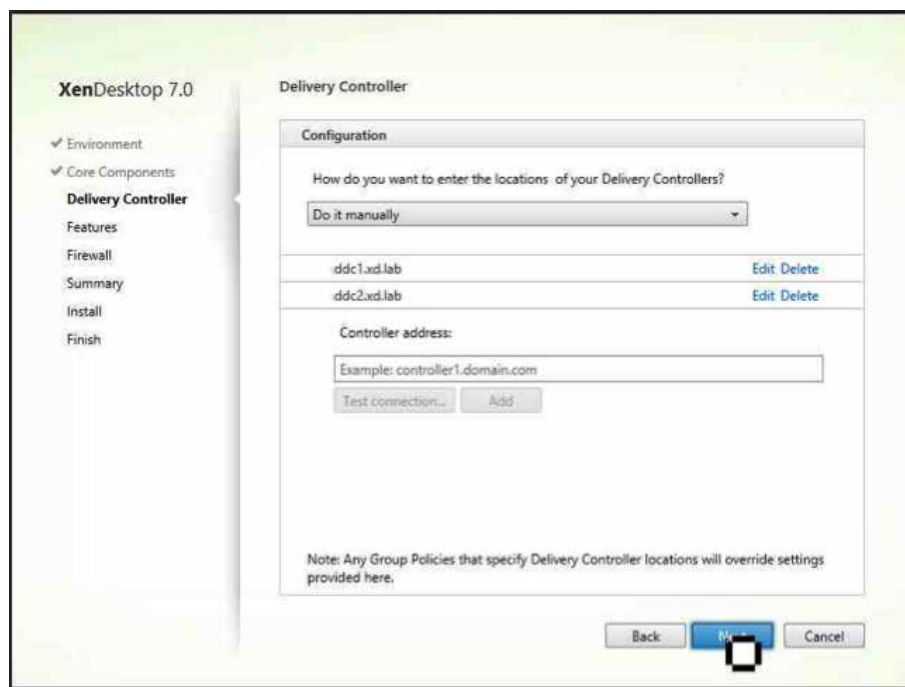 XenDesktop 7.0
Environment
Core Components
Delivery Controller
Features
Firewall
Summary
Install
Finish
Delivery Controller
Configuration
How do you want to enter the locations of your Delivery Controllers?
Do it manually
ddc1.xd.lab Edit Delete
ddc2.xd.lab Edit Delete
Controller address:
Example: controller1.domain.com
Test connection... Add
Note: Any Group Policies that specify Delivery Controller locations will override settings
provided here.
Back Cancel